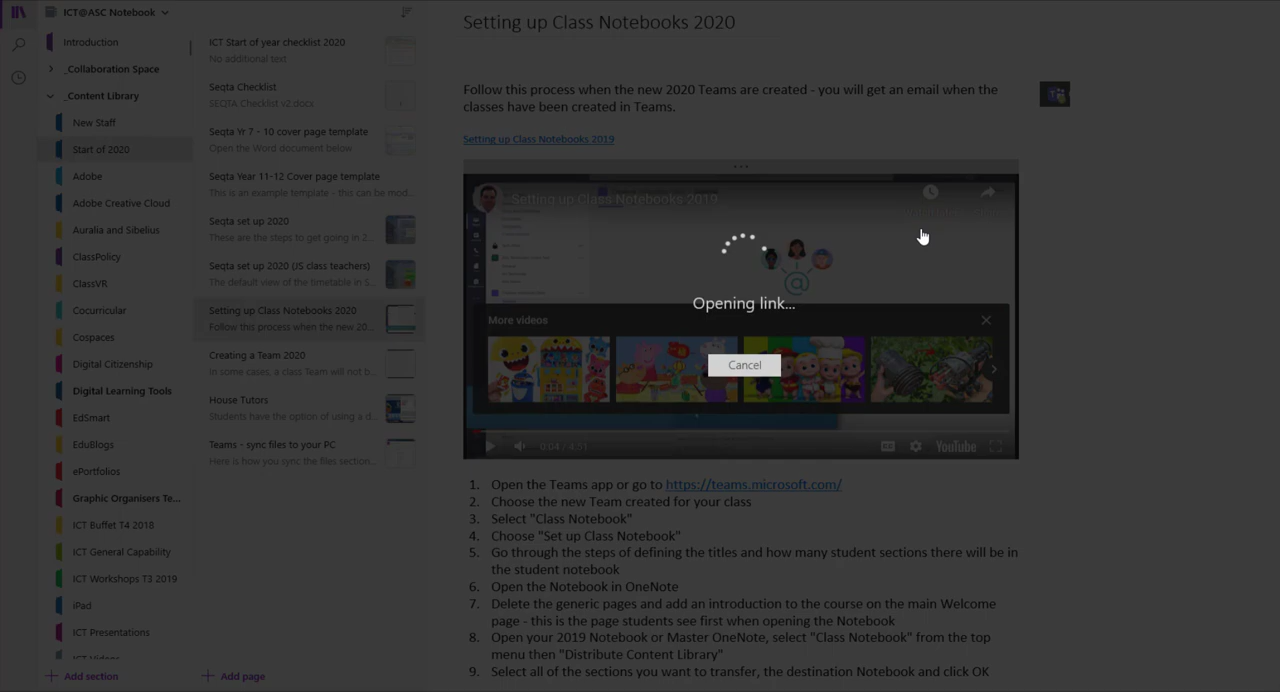 ICT@ASC Notebook
Introduction
_Collaboration Space
_Content Library
New Staff
Start of 2020
Adobe
Adobe Creative Cloud
Auralia and Sibelius
ClassPolicy
ClassVR
Cocurricular
Cospaces
Digital Citizenship
Digital Learning Tools
EdSmart
EduBlogs
ePortfolios
Graphic Organisers Te...
ICT Buffet T4 2018
ICT General Capability
ICT Workshops T3 2019
iPad
ICT Presentations
ICT Videos
Add section
ICT Start of year checklist 2020
No additional text
Seqta Checklist
SEQTA Checklist v2.docx
Seqta Yr 7 - 10 cover page template
Open the Word document below
Seqta Year 11-12 Cover page template
This is an example template - this can be mod...
Seqta set up 2020
These are the steps to get going in 2...
Seqta set up 2020 (JS class teachers)
The default view of the timetable in S...
Setting up Class Notebooks 2020
Follow this process when the new 20...
Creating a Team 2020
In some cases, a class Team will not b...
House Tutors
Students have the option of using a d...
Teams - sync files to your PC
Here is how you sync the files section...
Add page
Setting up Class Notebooks 2020
Follow this process when the new 2020 Teams are created - you will get an email when the
classes have been created in Teams.
Setting up Class Notebooks 2019
Setting up Class Notebooks 2019
Opening link...
More videos
Cancel
0:04 / 4:51
YouTube
1. Open the Teams app or go to https://teams.microsoft.com/
2. Choose the new Team created for your class
3. Select "Class Notebook"
4. Choose "Set up Class Notebook"
5. Go through the steps of defining the titles and how many student sections there will be in
the student notebook
6. Open the Notebook in OneNote
7. Delete the generic pages and add an introduction to the course on the main Welcome
page - this is the page students see first when opening the Notebook
8. Open your 2019 Notebook or Master OneNote, select "Class Notebook" from the top
menu then "Distribute Content Library"
9. Select all of the sections you want to transfer, the destination Notebook and click OK